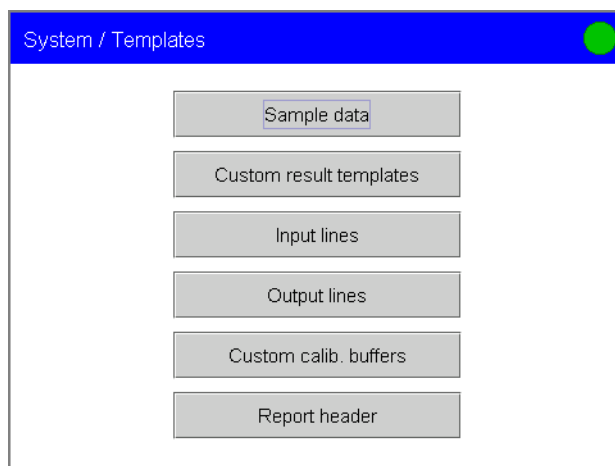 System / Templates
Sample data
Custom result templates
Input lines
Output lines
Custom calib. buffers
Report header